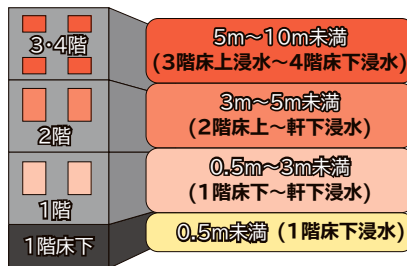 3・4階
5m〜10m未満
(3階床上浸水〜4階床下浸水)
2階
3m〜5m未満
(2階床上〜軒下浸水)
1階
0.5m〜3m未満
(1階床下〜軒下浸水)
1階床下
0.5m未満 (1階床下浸水)